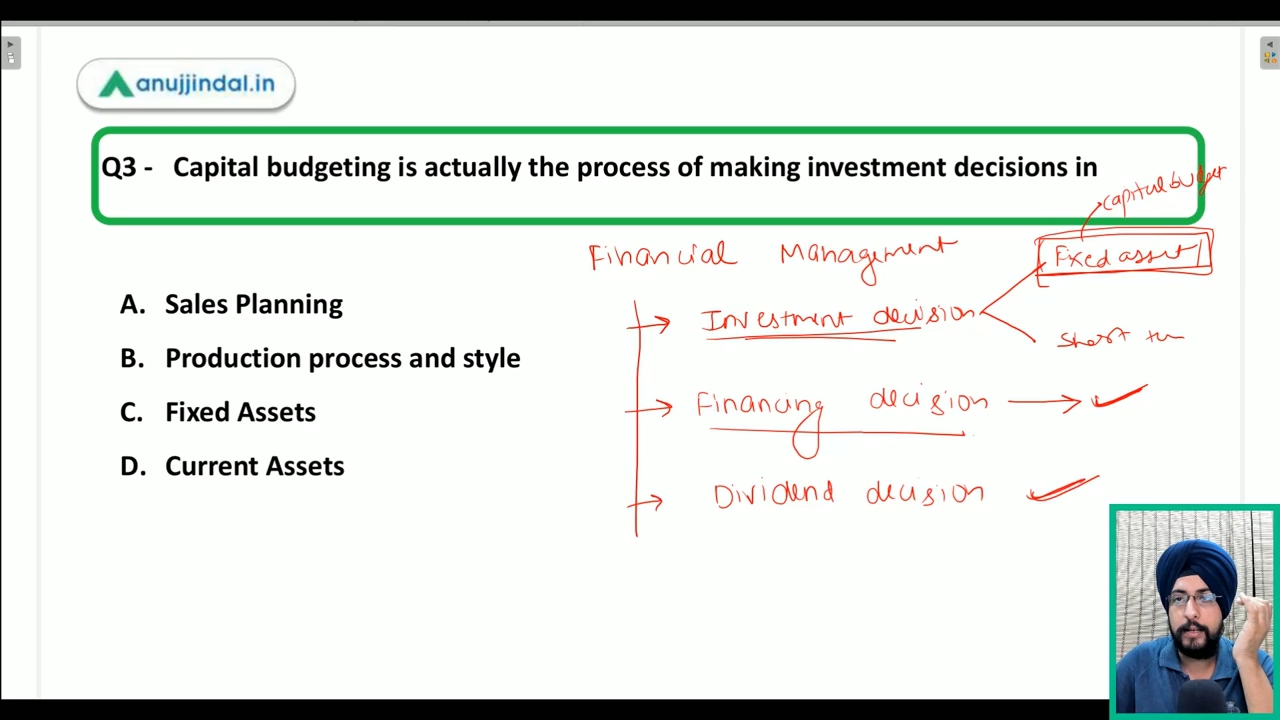 anujjindal.in
Q3 - Capital budgeting is actually the process of making investment decisions in
capital budget
Financial Management
Fixed asset
A. Sales Planning
Investment decision
Short
B. Production process and style
Financing decision
C. Fixed Assets
D. Current Assets
Dividend decision